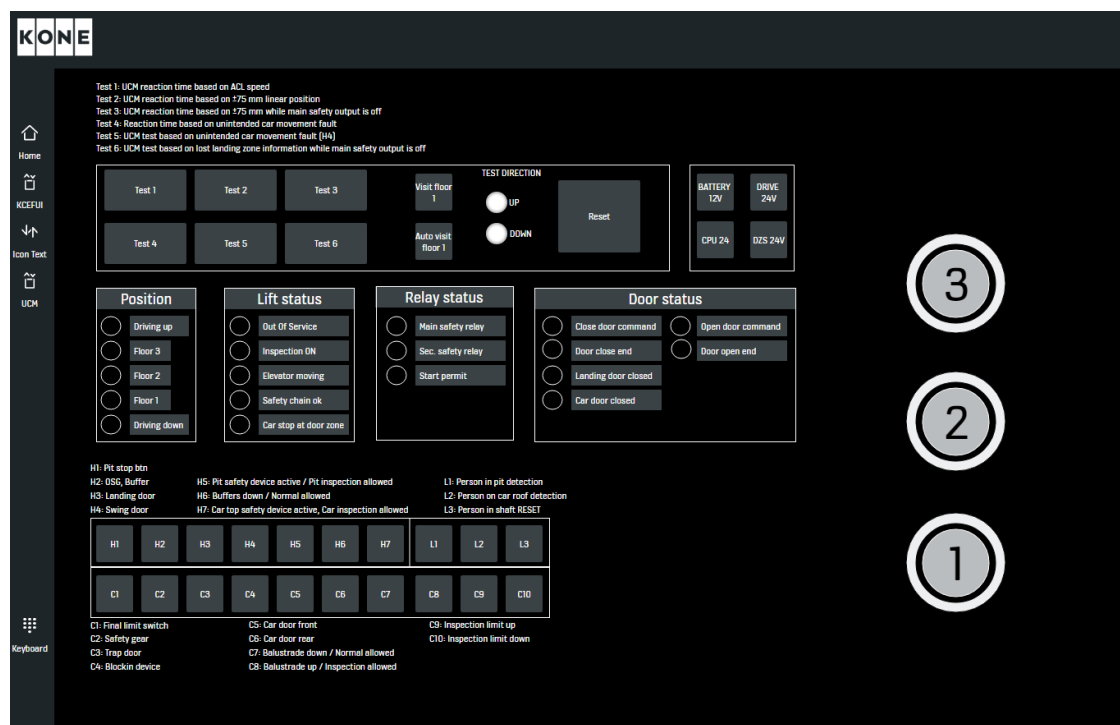 KONE
Test 1: UCM reaction time based on ACL speed
Test 2: UCM reaction time based on ±75 mm linear position
Test 3: UCM reaction time based on ±75 mm while main safety output is off
Test 4: Reaction time based on unintended car movement fault
Test 5: UCM test based on unintended car movement fault (H4)
Test 6: UCM test based on lost landing zone information while main safety output is off
Home
KCEFUI
Icon Text
UCM
Keyboard
Test 1
Test 2
Test 3
Test 4
Test 5
Test 6
Visit floor
1
Auto visit
floor 1
TEST DIRECTION
UP
DOWN
Reset
BATTERY
12V
DRIVE
24V
CPU 24
DZS 24V
Position
Driving up
Floor 3
Floor 2
Floor 1
Driving down
Lift status
Out Of Service
Inspection ON
Elevator moving
Safety chain ok
Car stop at door zone
Relay status
Main safety relay
Sec. safety relay
Start permit
Door status
Close door command
Open door command
Door close end
Door open end
Landing door closed
Car door closed
3
2
1
H1: Pit stop btn
H2: OSG, Buffer
H3: Landing door
H4: Swing door
H5: Pit safety device active / Pit inspection allowed
H6: Buffers down / Normal allowed
H7: Car top safety device active, Car inspection allowed
L1: Person in pit detection
L2: Person on car roof detection
L3: Person in shaft RESET
H1 H2 H3 H4 H5 H6 H7 L1 L2 L3
C1 C2 C3 C4 C5 C6 C7 C8 C9 C10
C1: Final limit switch
C2: Safety gear
C3: Trap door
C4: Blockin device
C5: Car door front
C6: Car door rear
C7: Balustrade down / Normal allowed
C8: Balustrade up / Inspection allowed
C9: Inspection limit up
C10: Inspection limit down